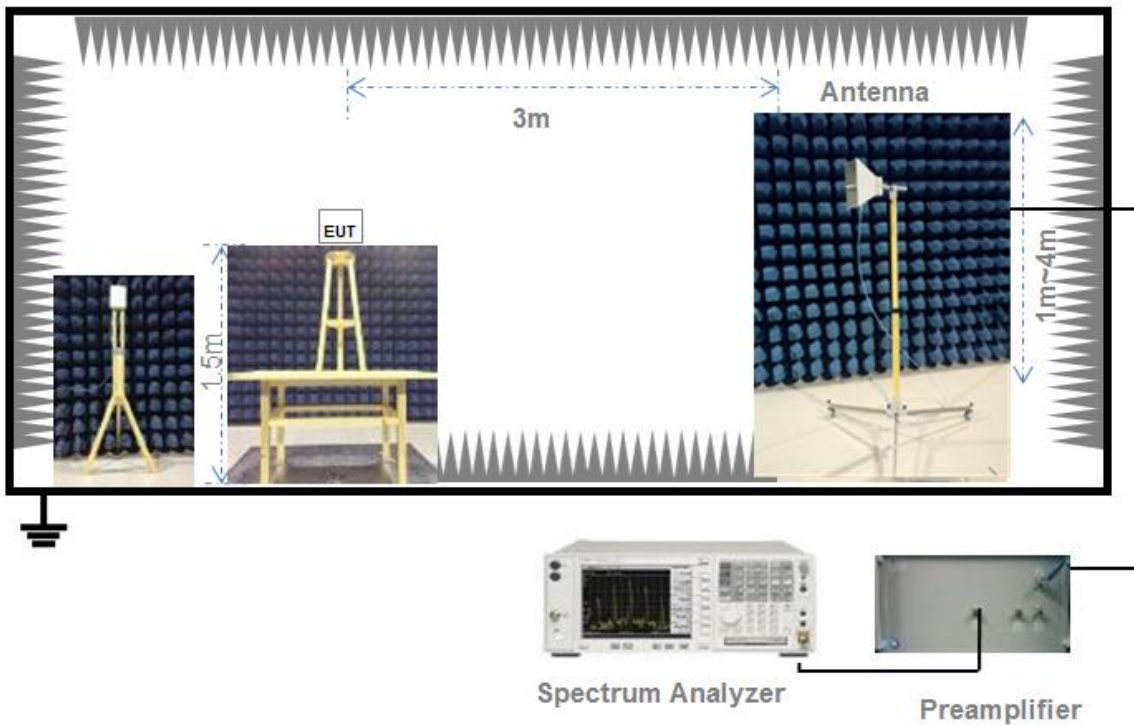 Antenna
3m
EUT
1.5m
1m~4m
Spectrum Analyzer
Preamplifier